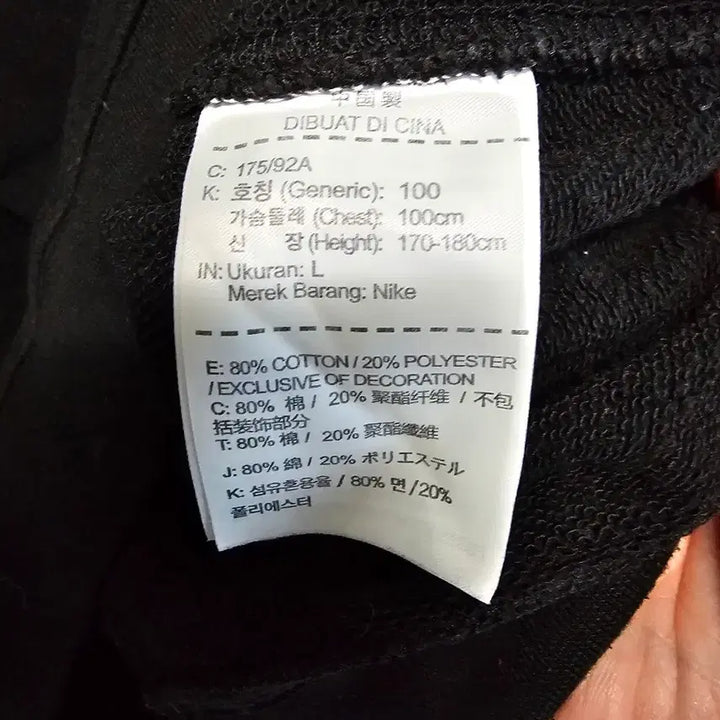 中國製
DIBUAT DI CINA
C: 175/92A
K: 호칭 (Generic): 100
가슴둘레 (Chest): 100cm
신 장 (Height): 170-180cm
IN: Ukuran: L
Merek Barang: Nike
E: 80% COTTON / 20% POLYESTER
/ EXCLUSIVE OF DECORATION
C: 80% 棉 / 20% 聚酯纤维 / 不包
括装饰部分
T: 80% 棉 / 20% 聚酯纖維
J: 80% 綿 / 20% ポリエステル
K: 섬유혼용율 / 80% 면 / 20%
폴리에스터